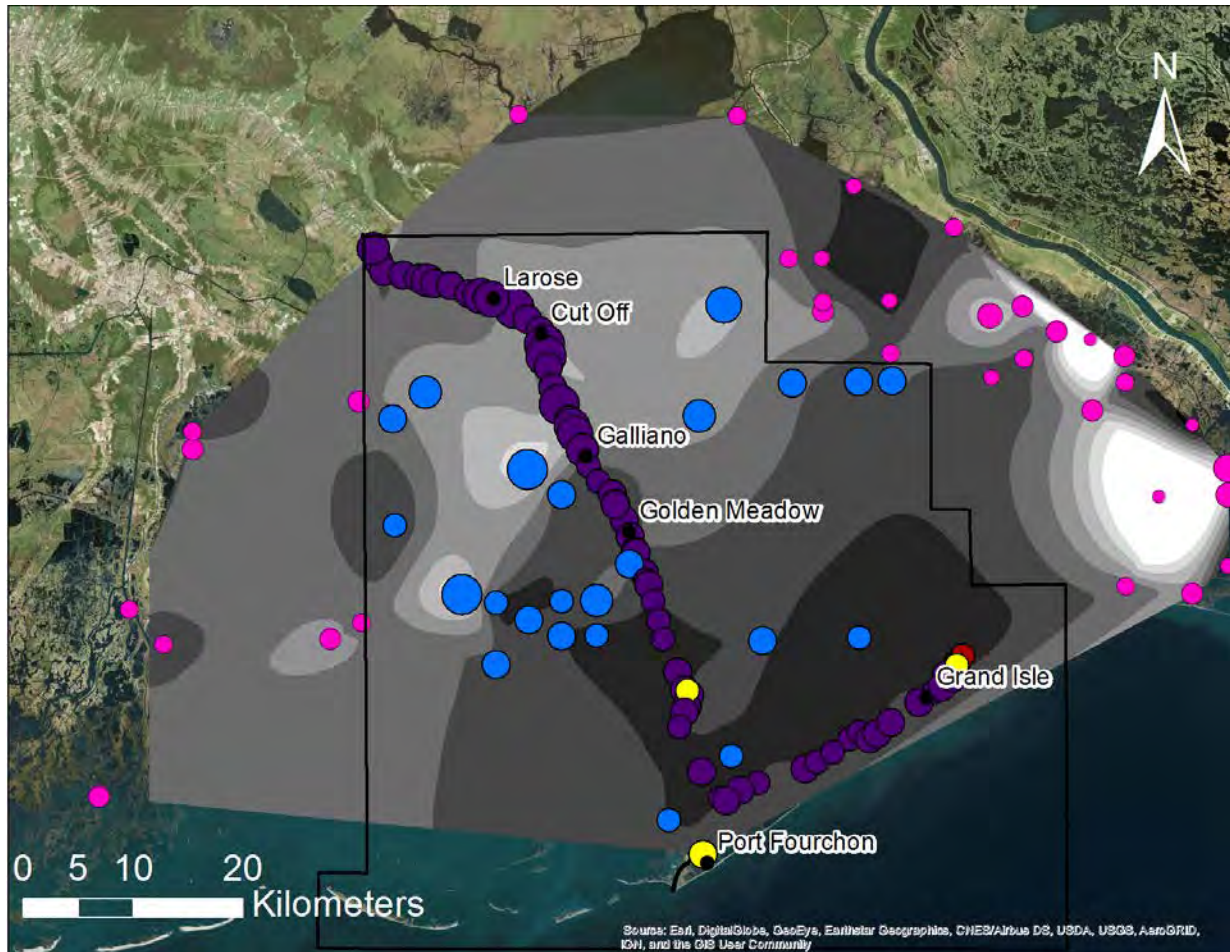 N
Larose
Cut Off
Galliano
Golden Meadow
Grand Isle
Port Fourchon
0 5 10 20
Kilometers
Source: Esri, DigitalGlobe, GeoEye, Earthstar Geographics, CNES/Airbus DS, USDA, USGS, AeroGRID,
IGN, and the GIS User Community